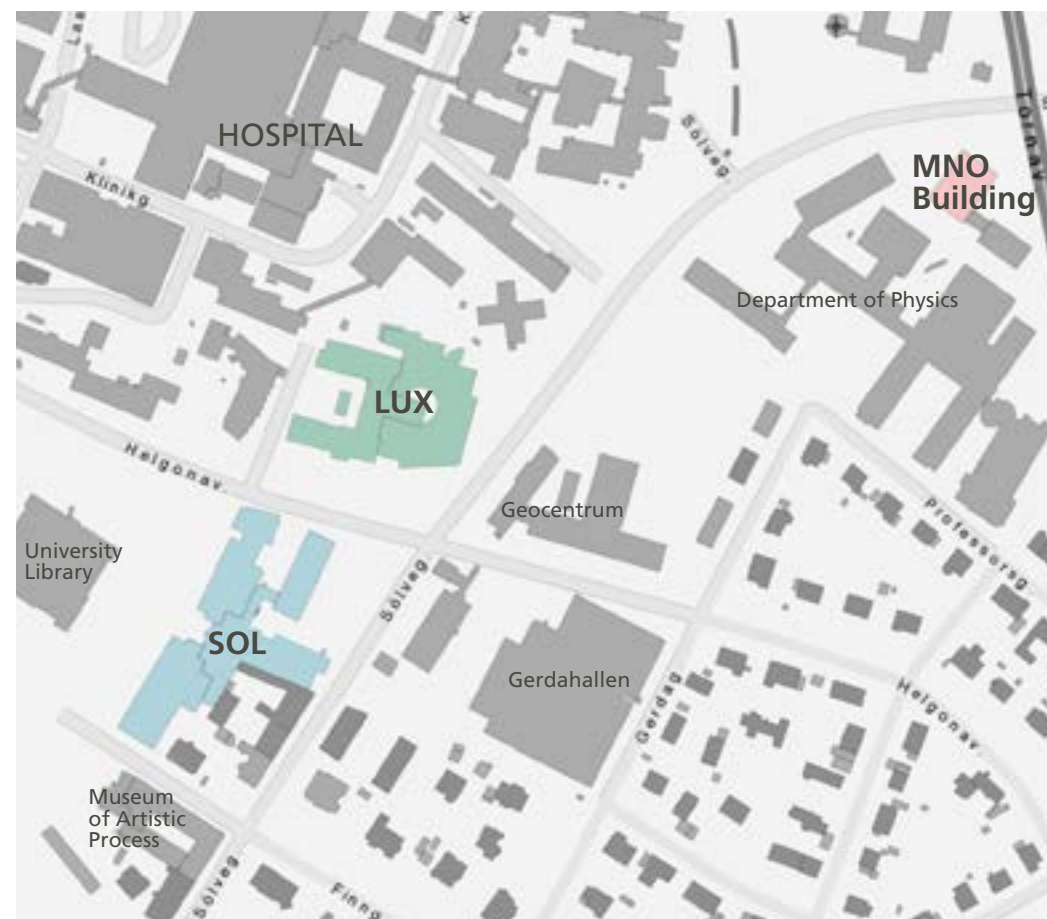 HOSPITAL
Klinikg
Sölveg
Tornav
MNO
Building
Department of Physics
LUX
Helgonav.
Geocentrum
Professorsg.
University
Library
Sölveg
SOL
Gerdahallen
Gerdag
Helgonav.
Museum
of Artistic
Process
Sölveg
Finng